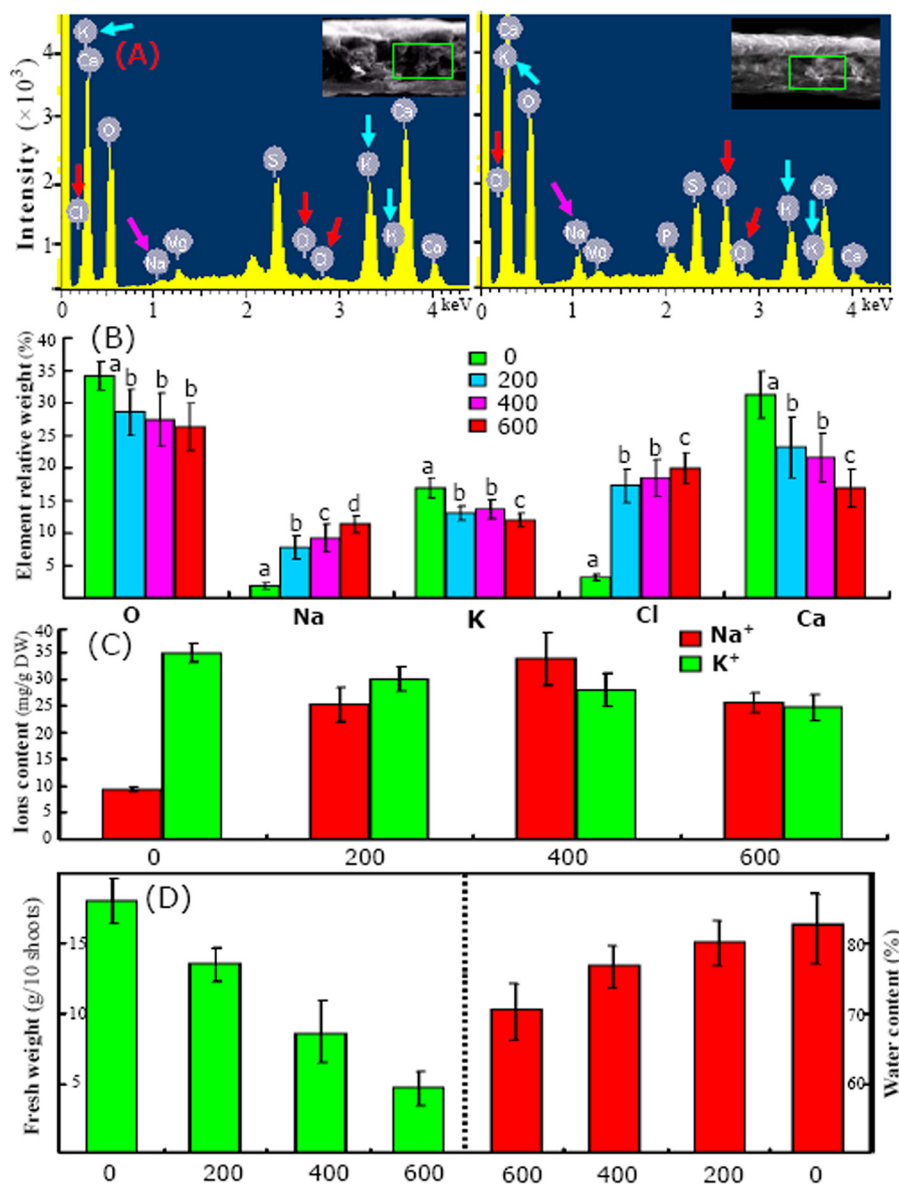 (A)
Intensity (×10³)
4
3
2
1
K
Ca
O
Cl
Na
Mg
S
Cl
Cl
K
K
Ca
Ca
0 1 2 3 4 keV
Ca
K
O
Cl
Na
Mg
P
S
Cl
Cl
K
K
Ca
Ca
0 1 2 3 4 keV
(B)
Element relative weight (%)
40
35
30
25
20
15
10
5
0
200
400
600
a b b b
a b c d
a b b c
a b b c
a b b c
O Na K Cl Ca
(C)
Ions content (mg/g DW)
40
35
30
25
20
15
10
5
0
Na⁺
K⁺
0 200 400 600
(D)
Fresh weight (g/10 shoots)
15
10
5
Water content (%)
80
70
60
0 200 400 600 600 400 200 0